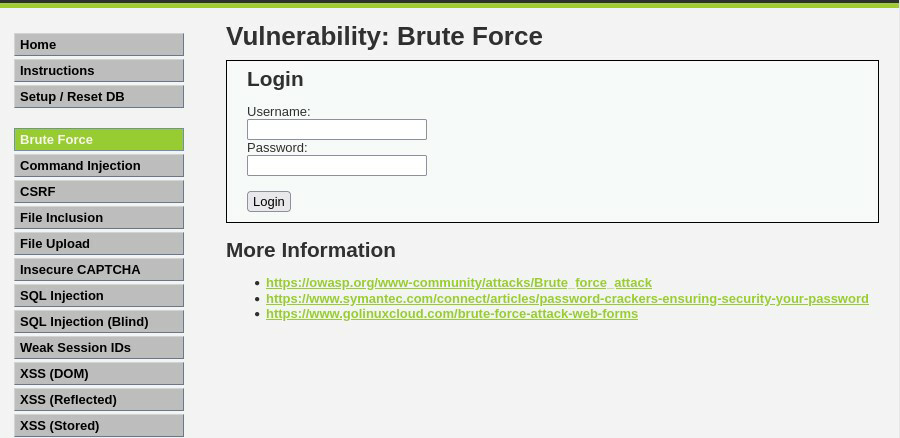 Home
Instructions
Setup / Reset DB
Brute Force
Command Injection
CSRF
File Inclusion
File Upload
Insecure CAPTCHA
SQL Injection
SQL Injection (Blind)
Weak Session IDs
XSS (DOM)
XSS (Reflected)
XSS (Stored)
Vulnerability: Brute Force
Login
Username:
Password:
Login
More Information
https://owasp.org/www-community/attacks/Brute_force_attack
https://www.symantec.com/connect/articles/password-crackers-ensuring-security-your-password
https://www.golinuxcloud.com/brute-force-attack-web-forms